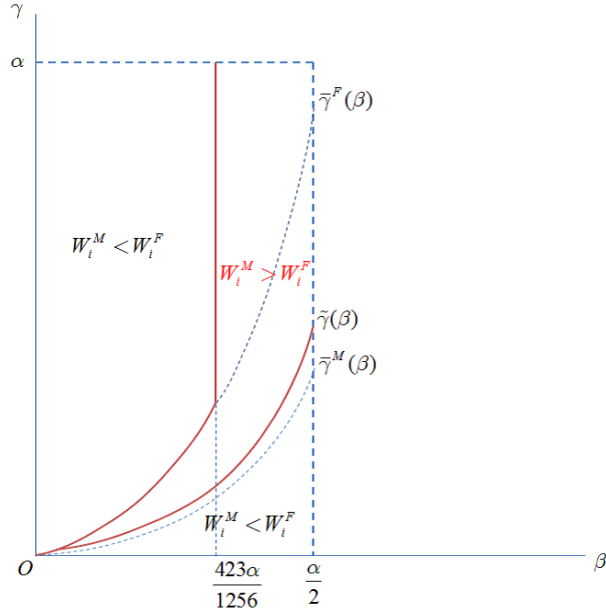 γ
α
γ̅^F(β)
W_i^M < W_i^F
W_i^M > W_i^F
γ̃(β)
γ̅^M(β)
W_i^M < W_i^F
O
423α
1256
α
2
β